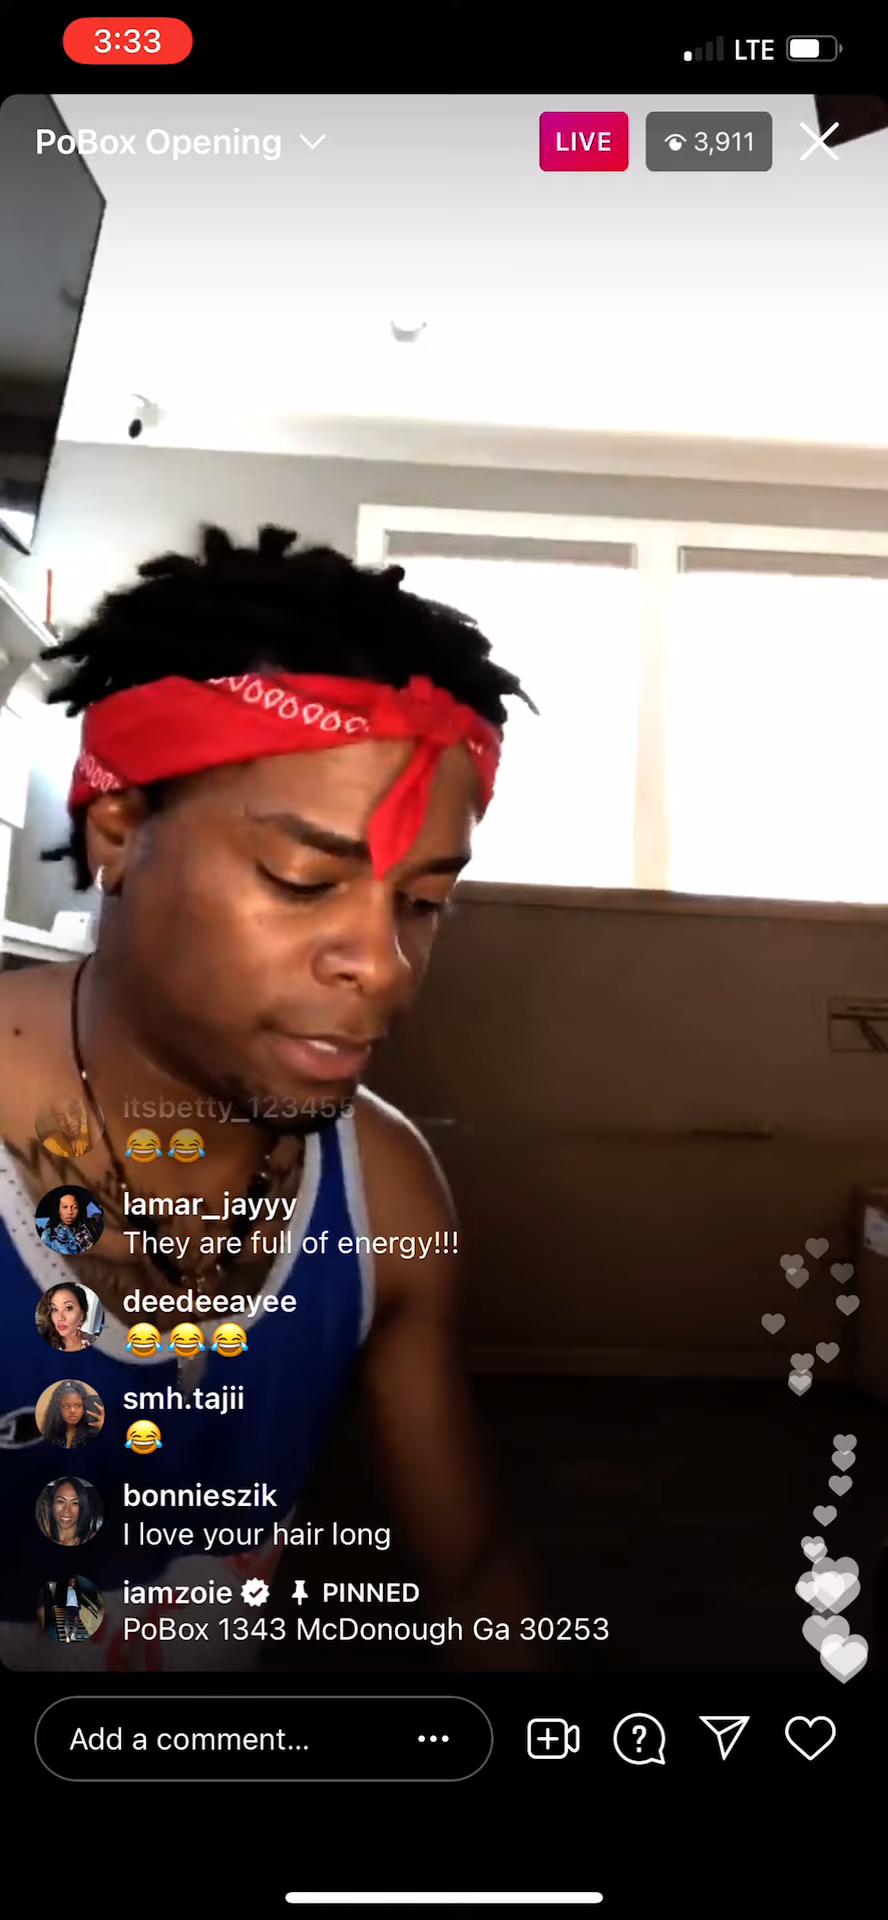 3:33
LTE
PoBox Opening
LIVE
3,911
itsbetty_123455
😂😂
lamar_jayyy
They are full of energy!!!
deedeeayee
😂😂😂
smh.tajii
😂
bonnieszik
I love your hair long
iamzoie PINNED
PoBox 1343 McDonough Ga 30253
Add a comment...